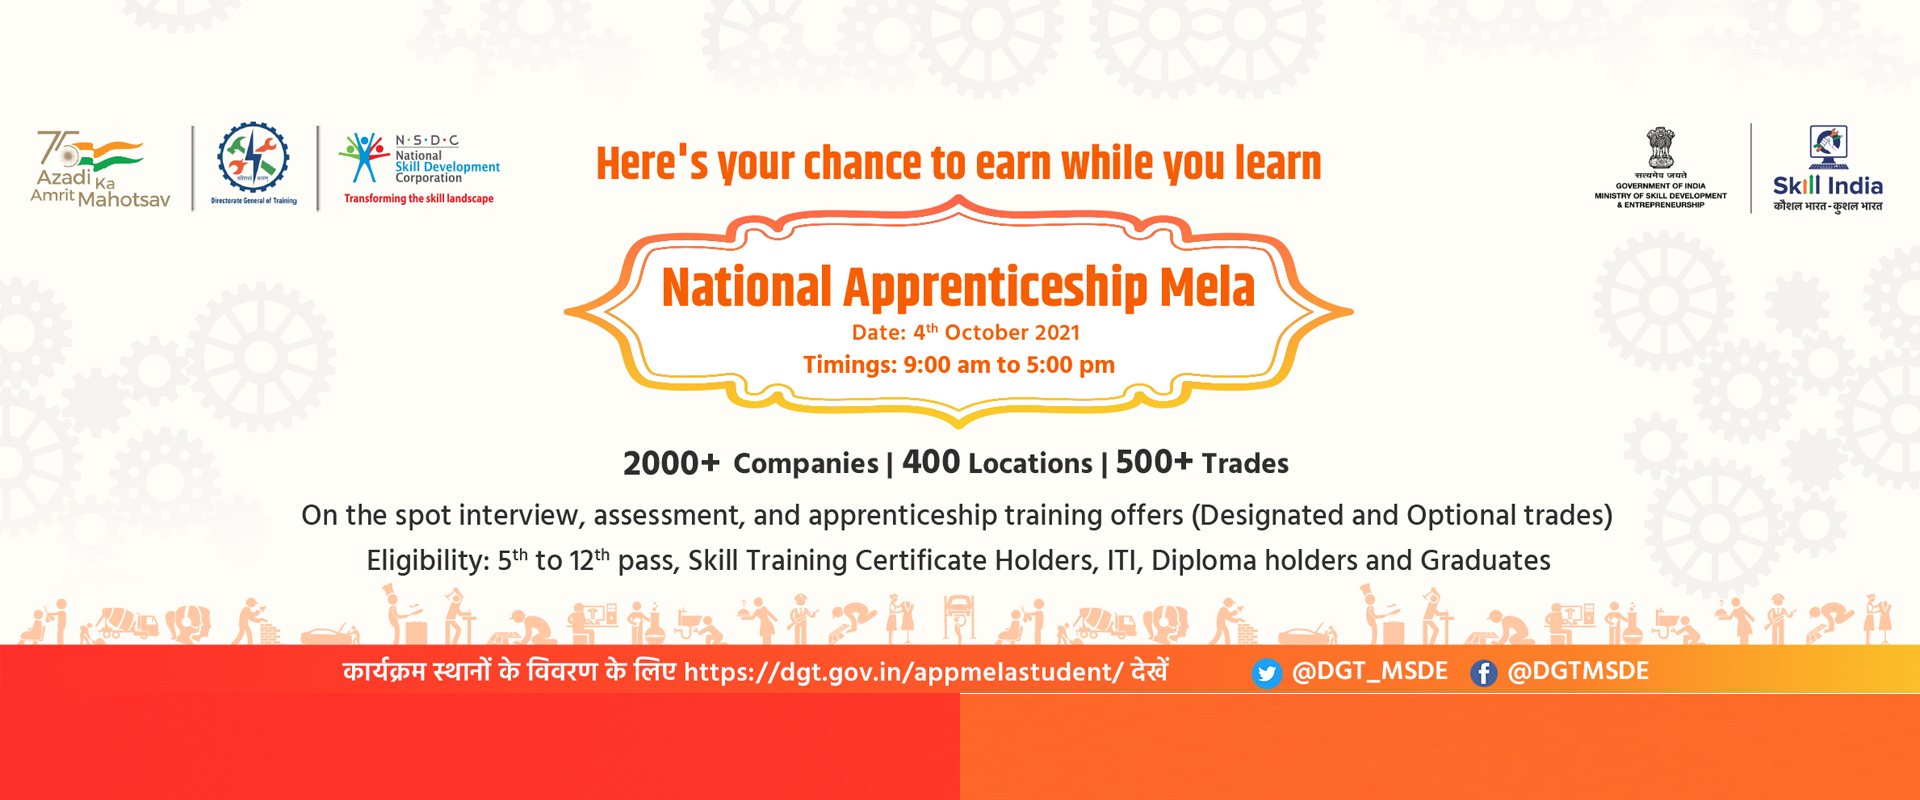 75
Azadi Ka
Amrit Mahotsav
Directorate General of Training
N·S·D·C
National
Skill Development
Corporation
Transforming the skill landscape
Here's your chance to earn while you learn
सत्यमेव जयते
GOVERNMENT OF INDIA
MINISTRY OF SKILL DEVELOPMENT
& ENTREPRENEURSHIP
Skill India
कौशल भारत - कुशल भारत
National Apprenticeship Mela
Date: 4th October 2021
Timings: 9:00 am to 5:00 pm
2000+ Companies | 400 Locations | 500+ Trades
On the spot interview, assessment, and apprenticeship training offers (Designated and Optional trades)
Eligibility: 5th to 12th pass, Skill Training Certificate Holders, ITI, Diploma holders and Graduates
कार्यक्रम स्थानों के विवरण के लिए https://dgt.gov.in/appmelastudent/ देखें
@DGT_MSDE @DGTMSDE